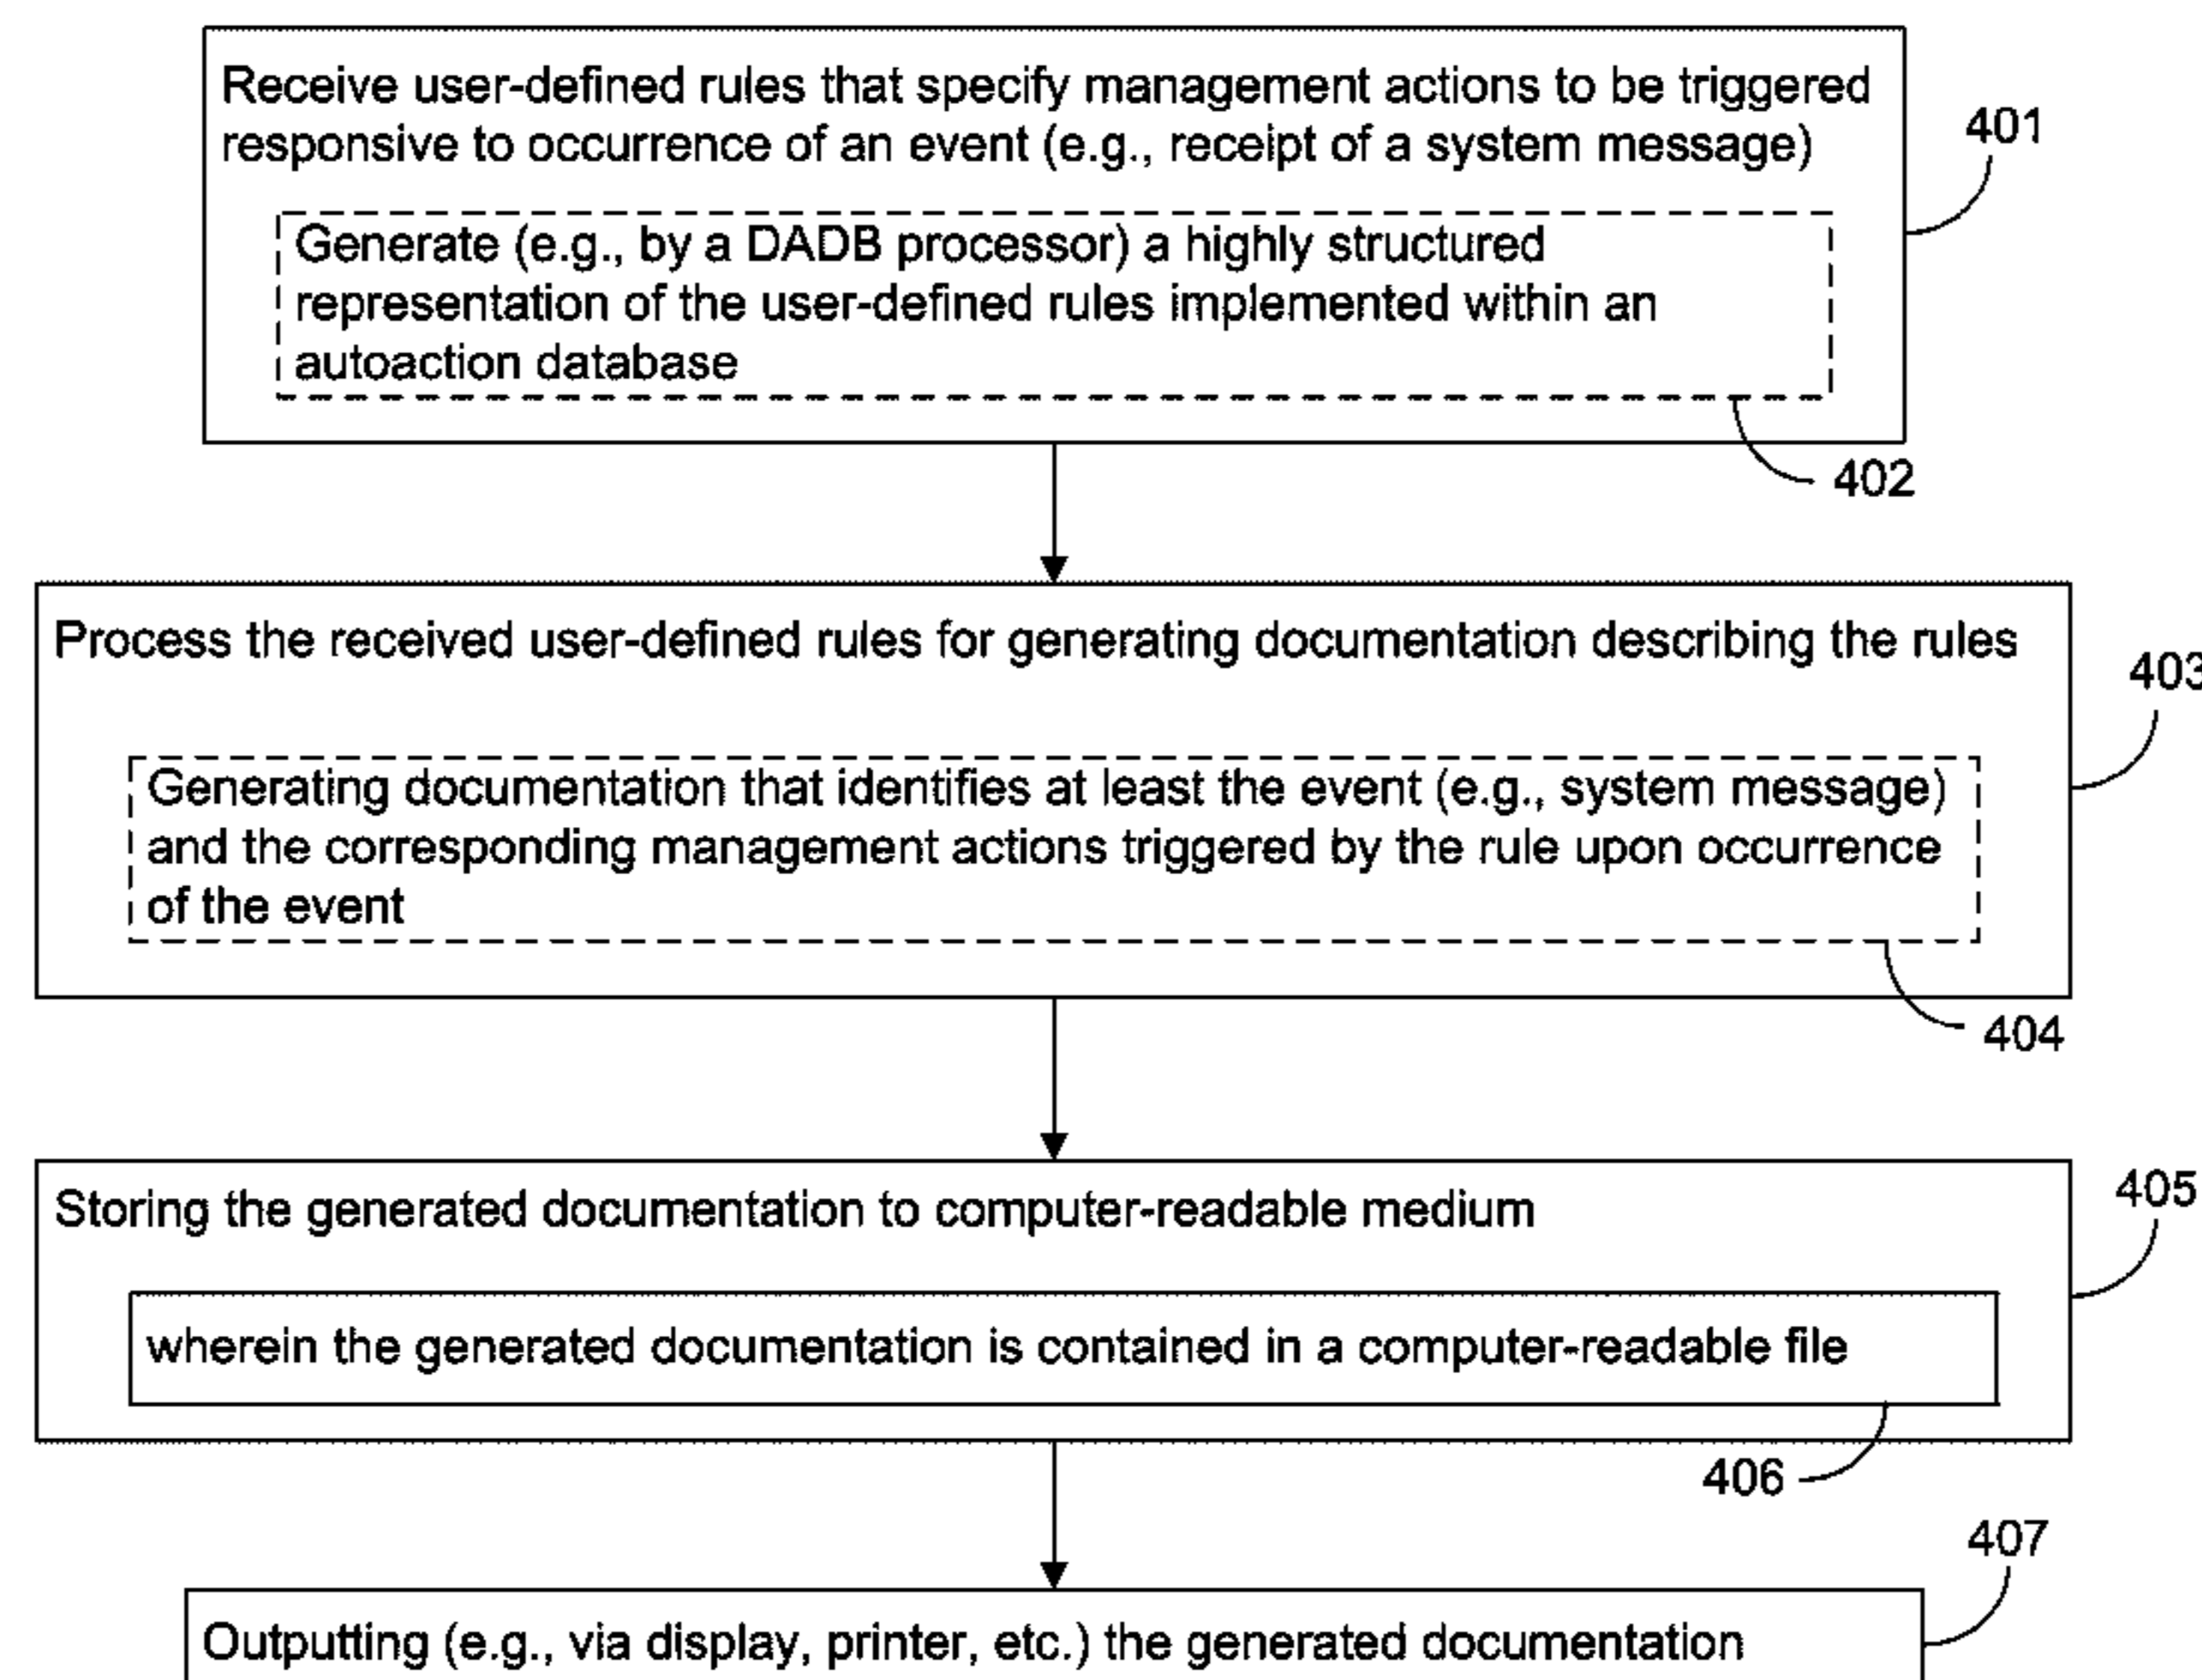 Receive user-defined rules that specify management actions to be triggered
responsive to occurrence of an event (e.g., receipt of a system message)
401
Generate (e.g., by a DADB processor) a highly structured
representation of the user-defined rules implemented within an
autoaction database
402
Process the received user-defined rules for generating documentation describing the rules
403
Generating documentation that identifies at least the event (e.g., system message)
and the corresponding management actions triggered by the rule upon occurrence
of the event
404
Storing the generated documentation to computer-readable medium
405
wherein the generated documentation is contained in a computer-readable file
406
407
Outputting (e.g., via display, printer, etc.) the generated documentation